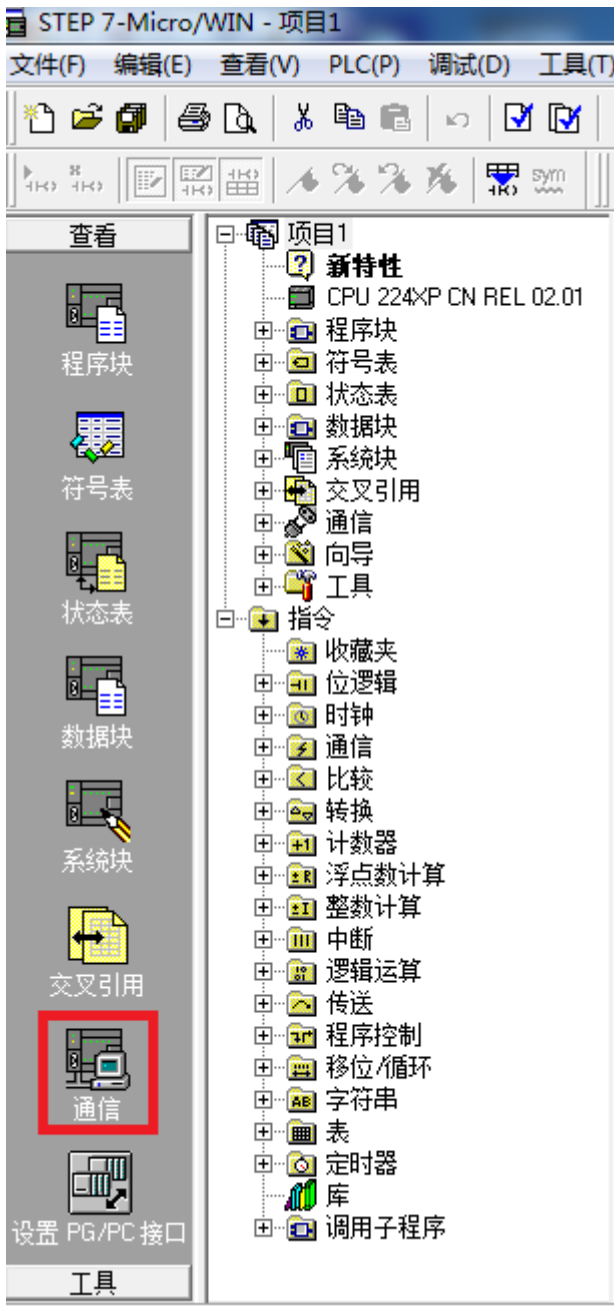 STEP 7-Micro/WIN - 项目1
文件(F) 编辑(E) 查看(V) PLC(P) 调试(D) 工具(T)
sym
查看
程序块
符号表
状态表
数据块
系统块
交叉引用
通信
设置 PG/PC 接口
工具
项目1
新特性
CPU 224XP CN REL 02.01
程序块
符号表
状态表
数据块
系统块
交叉引用
通信
向导
工具
指令
收藏夹
位逻辑
时钟
通信
比较
转换
计数器
浮点数计算
整数计算
中断
逻辑运算
传送
程序控制
移位/循环
字符串
表
定时器
库
调用子程序